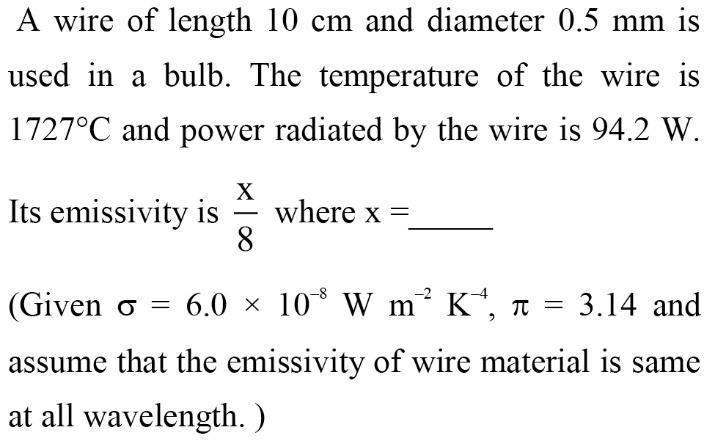 A wire of length 10 cm and diameter 0.5 mm is
used in a bulb. The temperature of the wire is
1727°C and power radiated by the wire is 94.2 W.
Its emissivity is x/8 where x =______
(Given σ = 6.0 × 10⁻⁸ W m⁻² K⁻⁴, π = 3.14 and
assume that the emissivity of wire material is same
at all wavelength. )